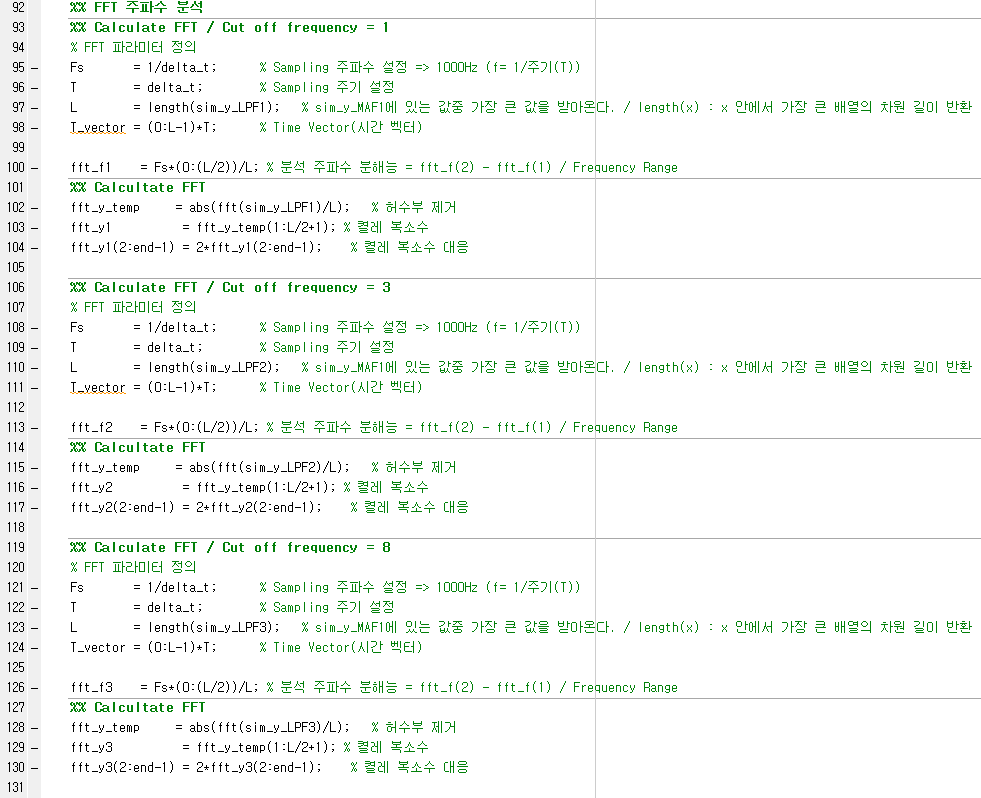 92 %% FFT 주파수 분석
93 %% Calculate FFT / Cut off frequency = 1
94 % FFT 파라미터 정의
95 – Fs = 1/delta_t; % Sampling 주파수 설정 => 1000Hz (f= 1/주기(T))
96 – T = delta_t; % Sampling 주기 설정
97 – L = length(sim_y_LPF1); % sim_y_MAF1에 있는 값중 가장 큰 값을 받아온다. / length(x) : x 안에서 가장 큰 배열의 차원 길이 반환
98 – T_vector = (0:L-1)*T; % Time Vector(시간 벡터)
99
100 – fft_f1 = Fs*(0:(L/2))/L; % 분석 주파수 분해능 = fft_f(2) - fft_f(1) / Frequency Range
101 %% Calcultate FFT
102 – fft_y_temp = abs(fft(sim_y_LPF1)/L); % 허수부 제거
103 – fft_y1 = fft_y_temp(1:L/2+1); % 켤레 복소수
104 – fft_y1(2:end-1) = 2*fft_y1(2:end-1); % 켤레 복소수 대응
105
106 %% Calculate FFT / Cut off frequency = 3
107 % FFT 파라미터 정의
108 – Fs = 1/delta_t; % Sampling 주파수 설정 => 1000Hz (f= 1/주기(T))
109 – T = delta_t; % Sampling 주기 설정
110 – L = length(sim_y_LPF2); % sim_y_MAF1에 있는 값중 가장 큰 값을 받아온다. / length(x) : x 안에서 가장 큰 배열의 차원 길이 반환
111 – T_vector = (0:L-1)*T; % Time Vector(시간 벡터)
112
113 – fft_f2 = Fs*(0:(L/2))/L; % 분석 주파수 분해능 = fft_f(2) - fft_f(1) / Frequency Range
114 %% Calcultate FFT
115 – fft_y_temp = abs(fft(sim_y_LPF2)/L); % 허수부 제거
116 – fft_y2 = fft_y_temp(1:L/2+1); % 켤레 복소수
117 – fft_y2(2:end-1) = 2*fft_y2(2:end-1); % 켤레 복소수 대응
118
119 %% Calculate FFT / Cut off frequency = 8
120 % FFT 파라미터 정의
121 – Fs = 1/delta_t; % Sampling 주파수 설정 => 1000Hz (f= 1/주기(T))
122 – T = delta_t; % Sampling 주기 설정
123 – L = length(sim_y_LPF3); % sim_y_MAF1에 있는 값중 가장 큰 값을 받아온다. / length(x) : x 안에서 가장 큰 배열의 차원 길이 반환
124 – T_vector = (0:L-1)*T; % Time Vector(시간 벡터)
125
126 – fft_f3 = Fs*(0:(L/2))/L; % 분석 주파수 분해능 = fft_f(2) - fft_f(1) / Frequency Range
127 %% Calcultate FFT
128 – fft_y_temp = abs(fft(sim_y_LPF3)/L); % 허수부 제거
129 – fft_y3 = fft_y_temp(1:L/2+1); % 켤레 복소수
130 – fft_y3(2:end-1) = 2*fft_y3(2:end-1); % 켤레 복소수 대응
131